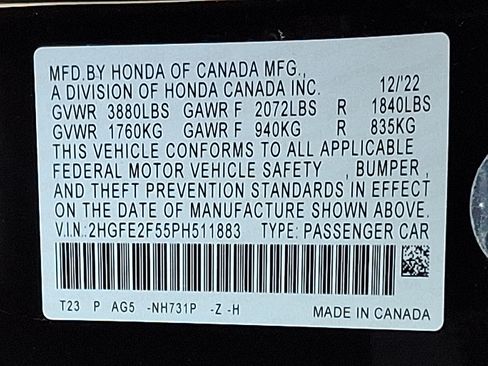 MFD.BY HONDA OF CANADA MFG.,
A DIVISION OF HONDA CANADA INC. 12/'22
GVWR 3880LBS GAWR F 2072LBS R 1840LBS
GVWR 1760KG GAWR F 940KG R 835KG
THIS VEHICLE CONFORMS TO ALL APPLICABLE
FEDERAL MOTOR VEHICLE SAFETY , BUMPER,
AND THEFT PREVENTION STANDARDS IN EFFECT
ON THE DATE OF MANUFACTURE SHOWN ABOVE.
V.I.N.: 2HGFE2F55PH511883 TYPE: PASSENGER CAR
T23 P AG5 -NH731P -Z -H MADE IN CANADA